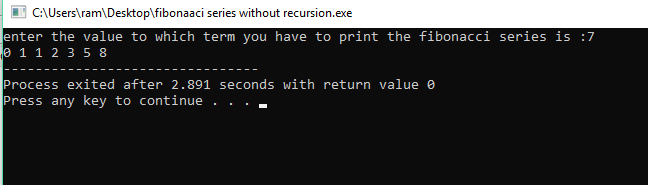 C:\Users\ram\Desktop\fibonaaci series without recursion.exe
enter the value to which term you have to print the fibonacci series is :7
0 1 1 2 3 5 8
--------------------------------
Process exited after 2.891 seconds with return value 0
Press any key to continue . . .